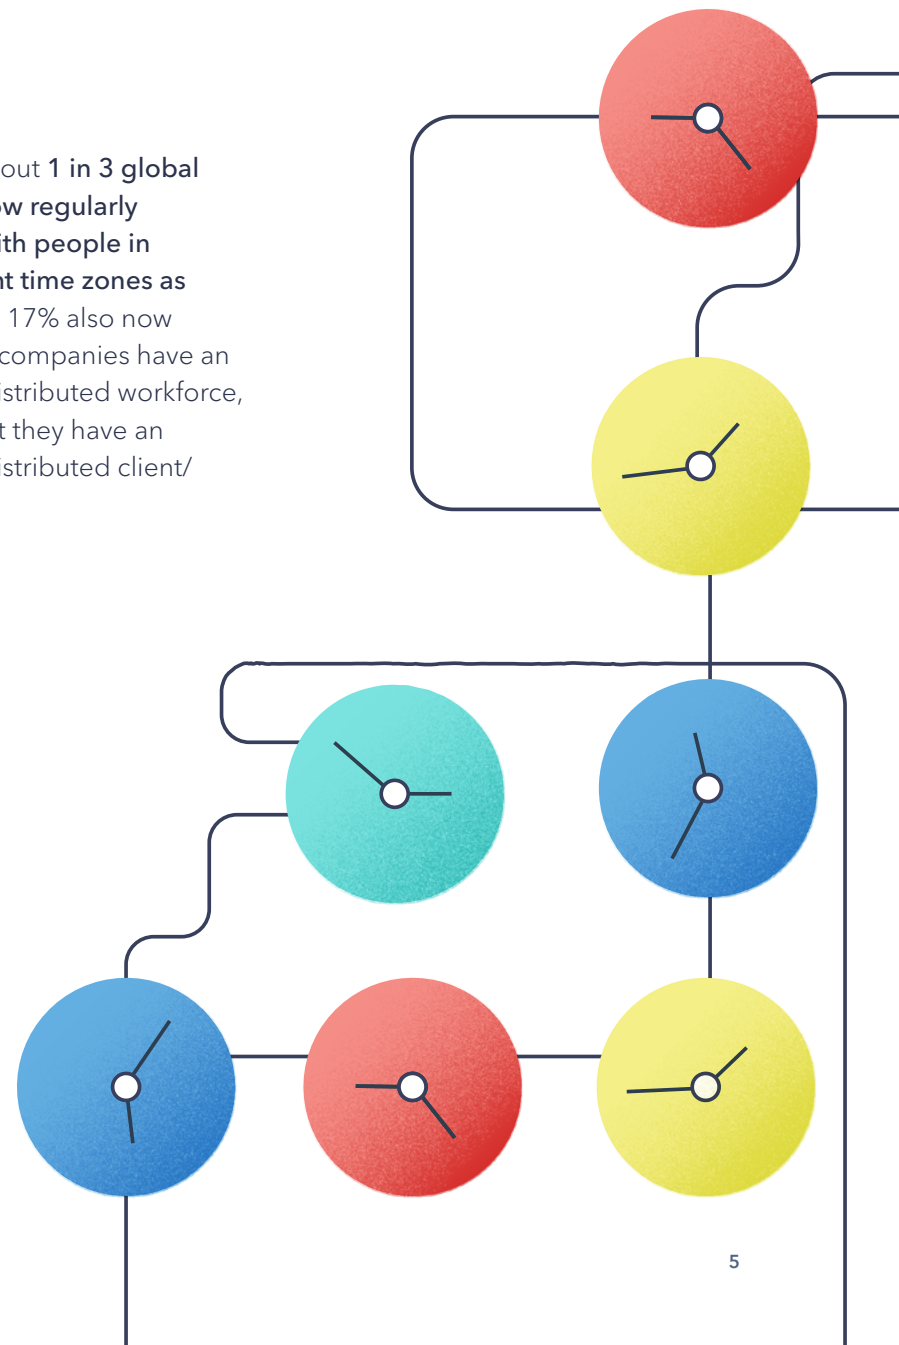 out 1 in 3 global
w regularly
ith people in
nt time zones as
17% also now
companies have an
istributed workforce,
t they have an
istributed client/
5